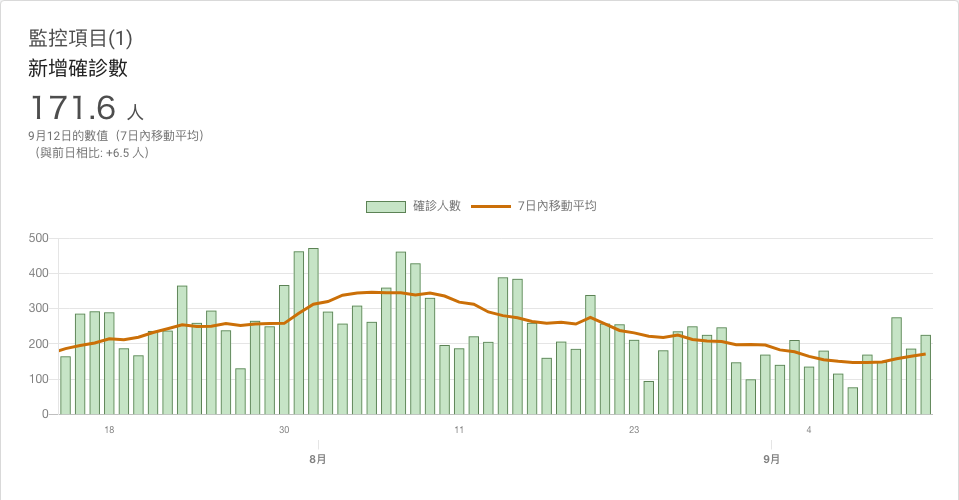 監控項目(1)
新增確診數
171.6 人
9月12日的數值（7日內移動平均）
（與前日相比: +6.5 人）
確診人數 7日內移動平均
500
400
300
200
100
0
18 30 11 23 4
8月 9月